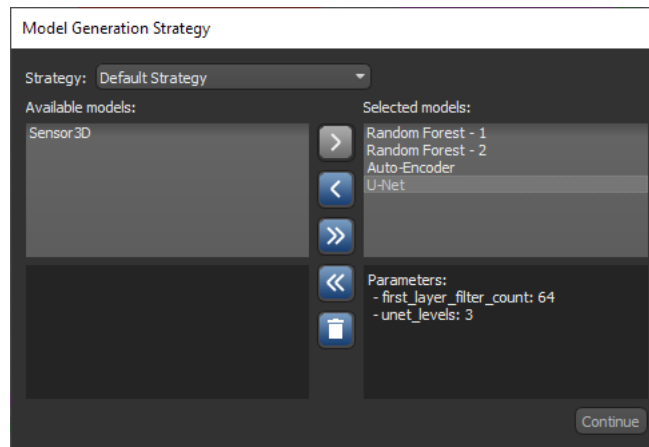 Model Generation Strategy
Strategy: Default Strategy
Available models:
Selected models:
Sensor3D
Random Forest - 1
Random Forest - 2
Auto-Encoder
U-Net
Parameters:
- first_layer_filter_count: 64
- unet_levels: 3
Continue